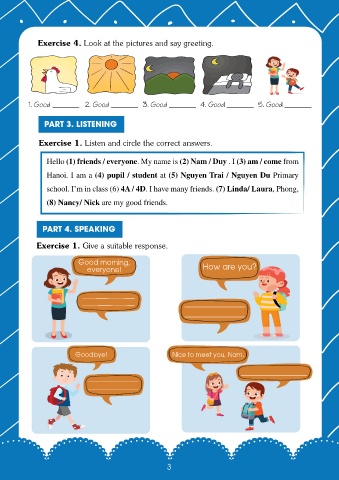 Exercise 4. Look at the pictures and say greeting.
1. Good ______ 2. Good ______ 3. Good ______ 4. Good ______ 5. Good ______
PART 3. LISTENING
Exercise 1. Listen and circle the correct answers.
Hello (1) friends / everyone. My name is (2) Nam / Duy . I (3) am / come from
Hanoi. I am a (4) pupil / student at (5) Nguyen Trai / Nguyen Du Primary
school. I'm in class (6) 4A / 4D. I have many friends. (7) Linda/ Laura, Phong,
(8) Nancy/ Nick are my good friends.
PART 4. SPEAKING
Exercise 1. Give a suitable response.
Good morning,
everyone!
How are you?
Goodbye!
Nice to meet you, Nam.
3